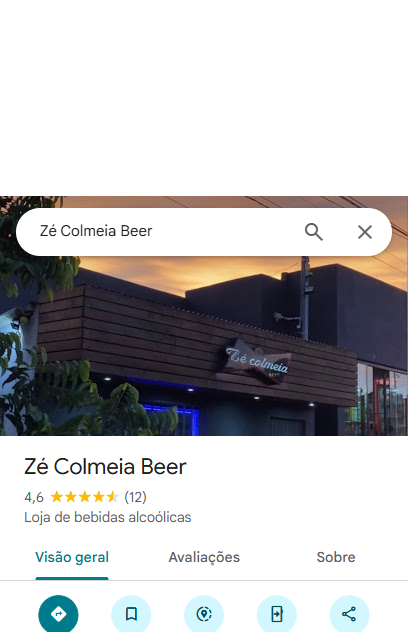 Zé Colmeia Beer
Zé colmeia
Zé Colmeia Beer
4,6 (12)
Loja de bebidas alcoólicas
Visão geral Avaliações Sobre